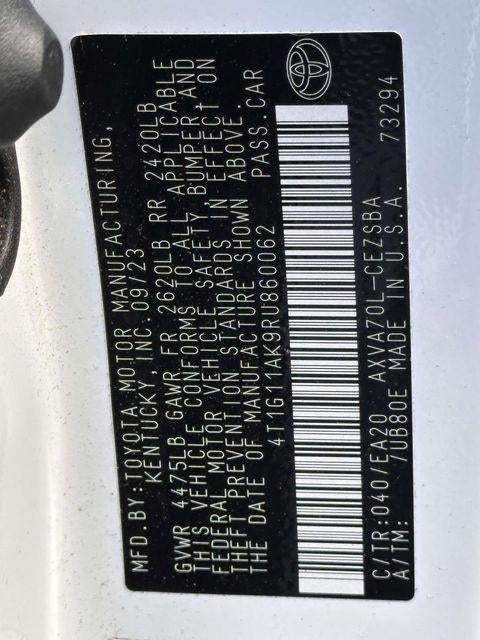 MFD.BY: TOYOTA MOTOR MANUFACTURING,
KENTUCKY INC. 09/23
GVWR 4475LB GAWR FR 2620LB RR 2420LB
THIS VEHICLE CONFORMS TO ALL APPLICABLE
FEDERAL MOTOR VEHICLE SAFETY, BUMPER AND
THEFT PREVENTION STANDARDS IN EFFECT ON
THE DATE OF MANUFACTURE SHOWN ABOVE.
4T1G11AK9RU860062 PASS.CAR
C/TR:040/EA20 AXVA70L-CEZSBA 73294
A/TM: /UB80E MADE IN U.S.A.